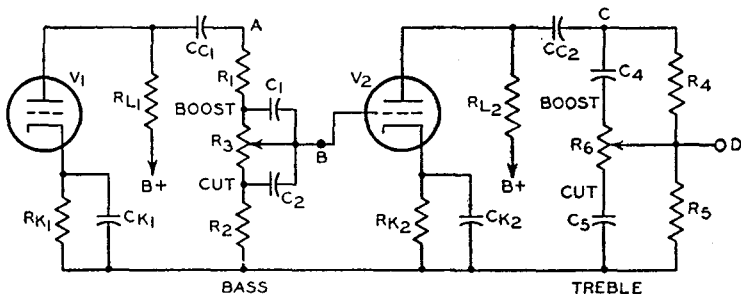 A
C
CC1
CC2
V1
R1
C1
V2
C4
R4
RL1
BOOST
RL2
BOOST
R3
B
R6
D
B+
CUT
C2
B+
CUT
RK1
CK1
R2
RK2
CK2
C5
R5
BASS
TREBLE